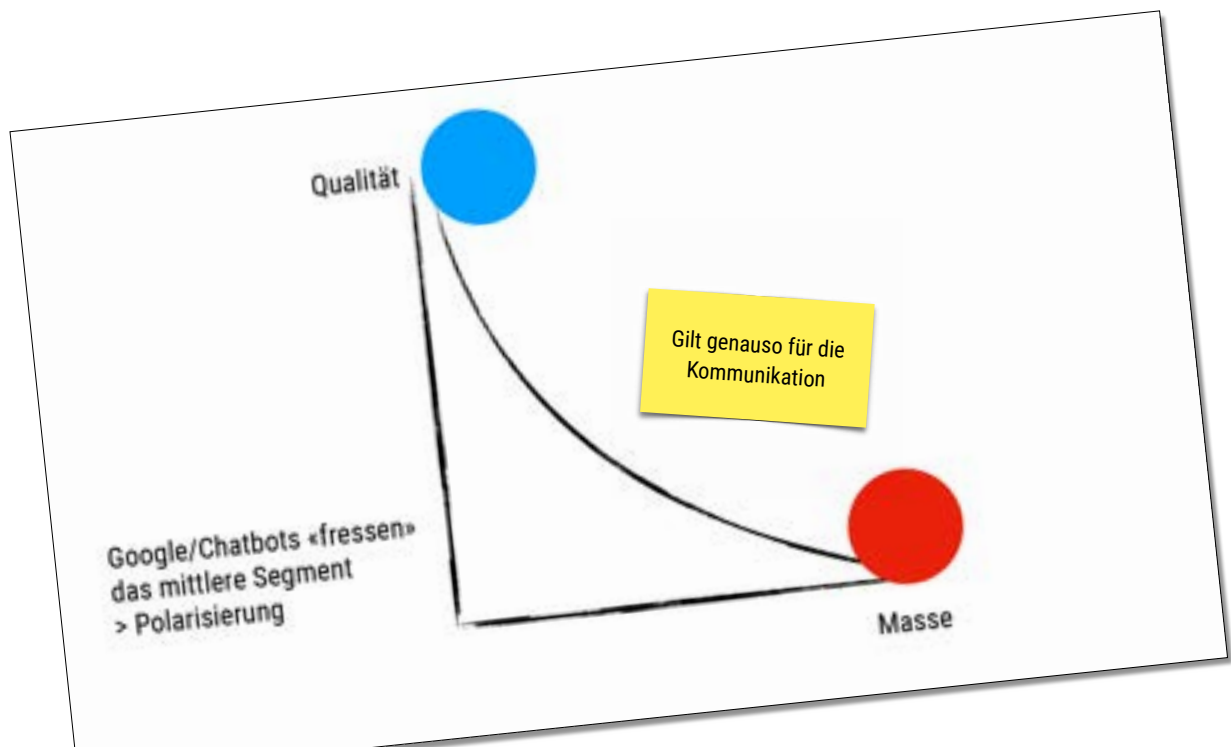 Qualität
Gilt genauso für die
Kommunikation
Google/Chatbots «fressen»
das mittlere Segment
> Polarisierung
Masse